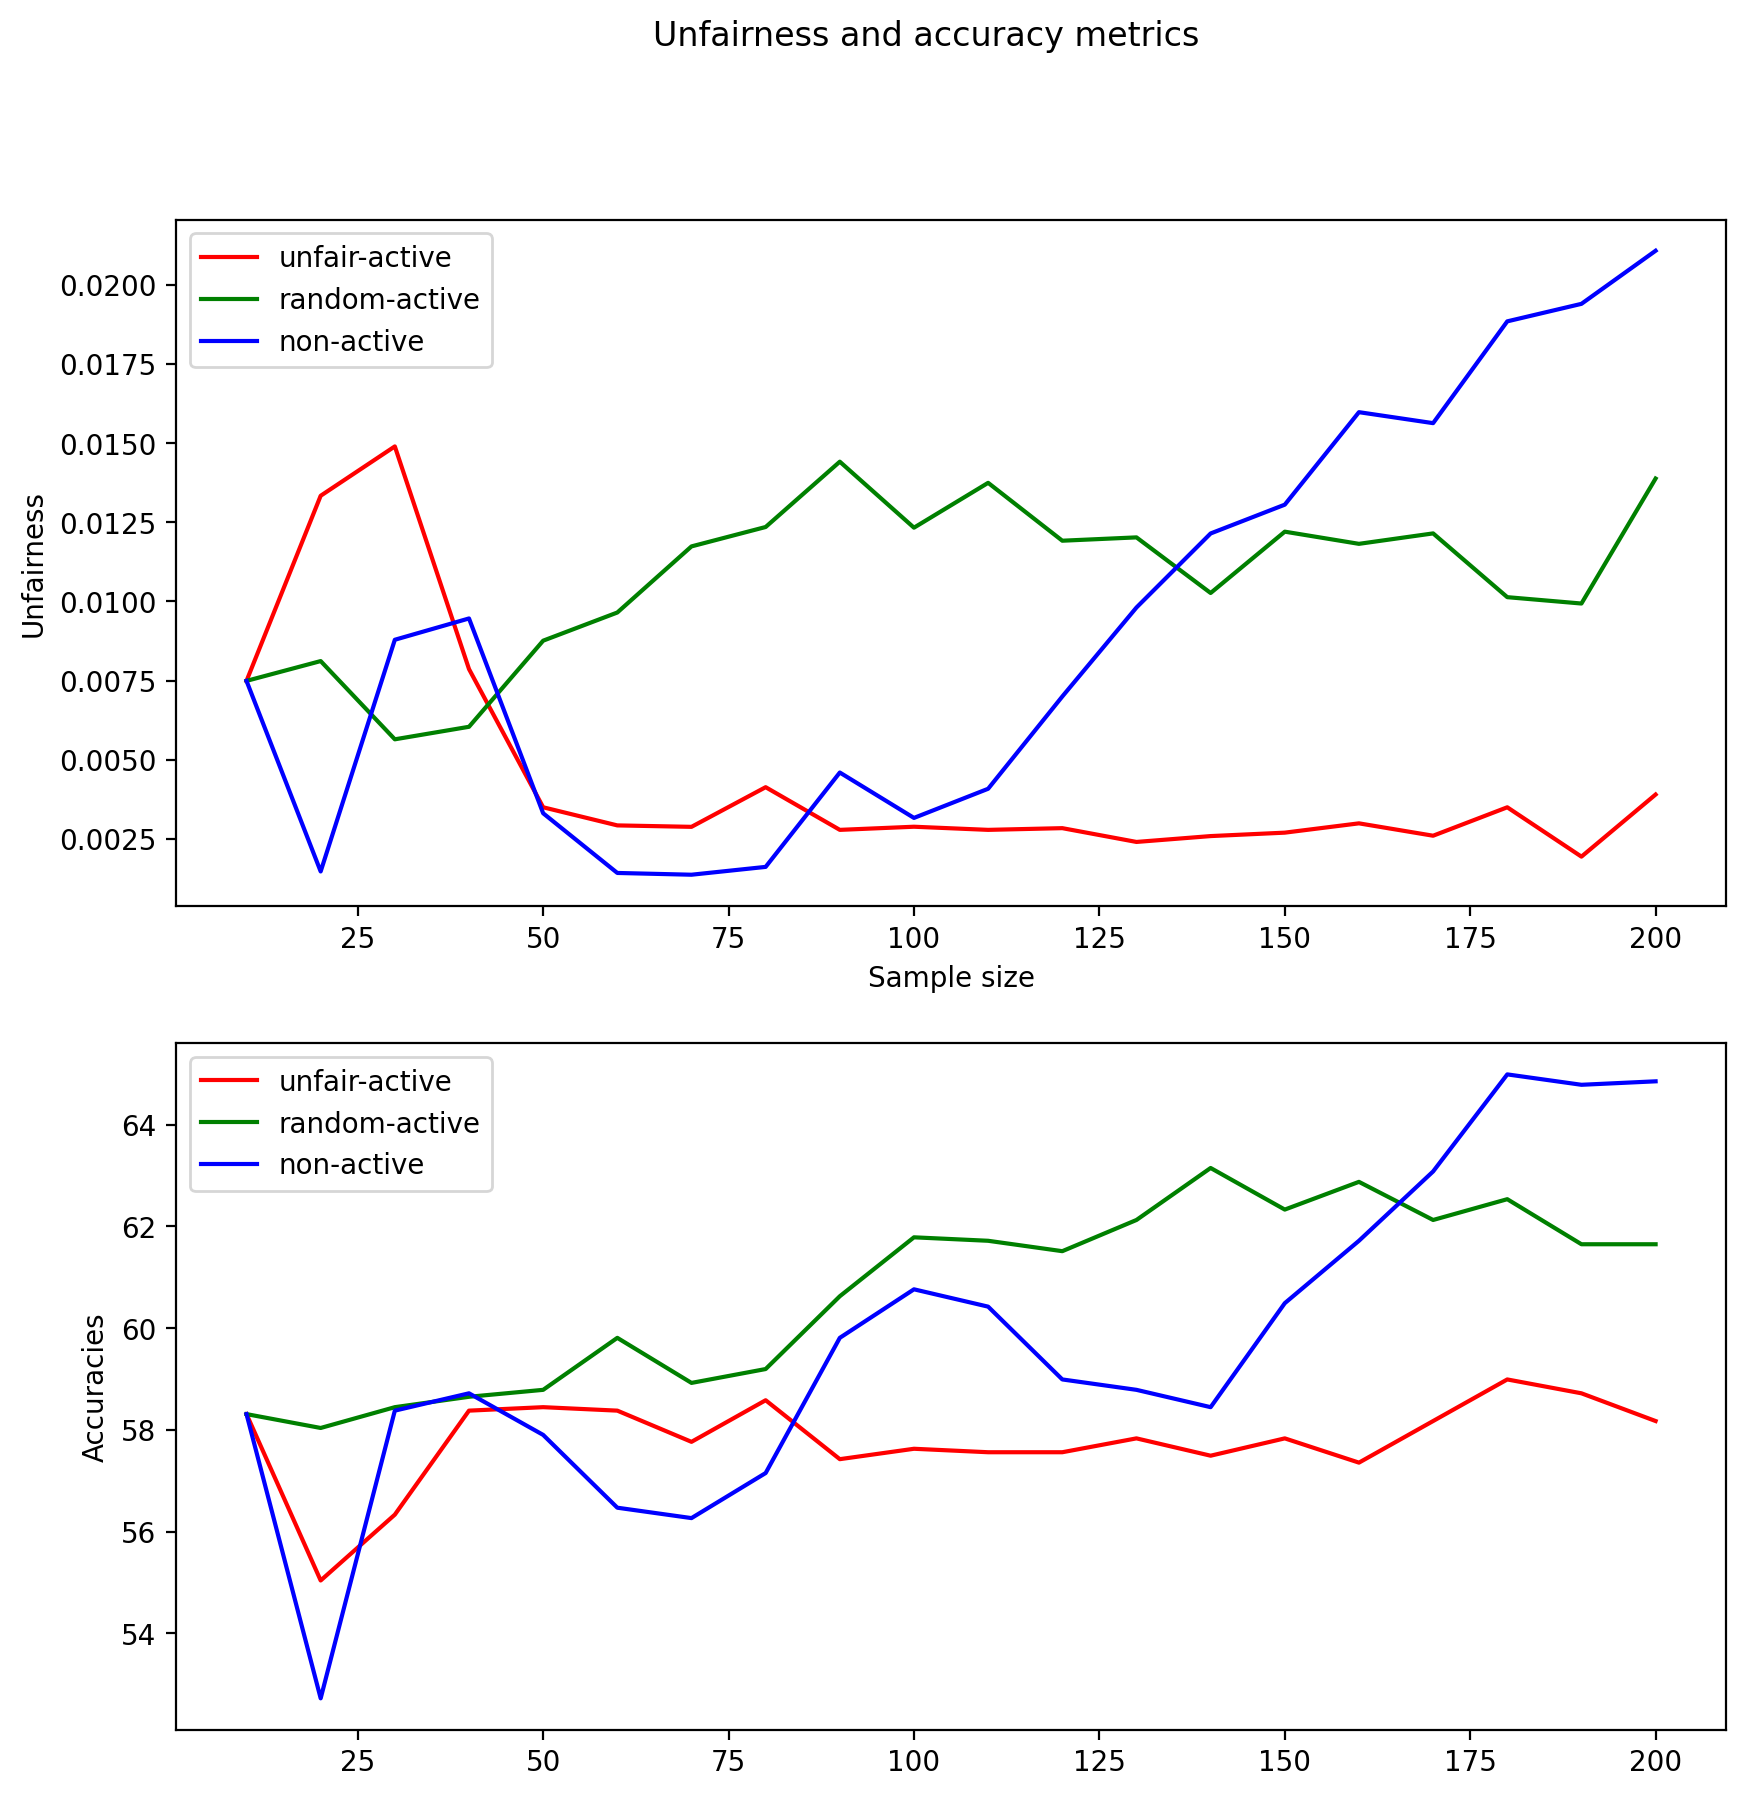 Unfairness and accuracy metrics
unfair-active
random-active
non-active
0.0200
0.0175
0.0150
0.0125
0.0100
0.0075
0.0050
0.0025
Unfairness
25 50 75 100 125 150 175 200
Sample size
unfair-active
random-active
non-active
64
62
60
58
56
54
Accuracies
25 50 75 100 125 150 175 200